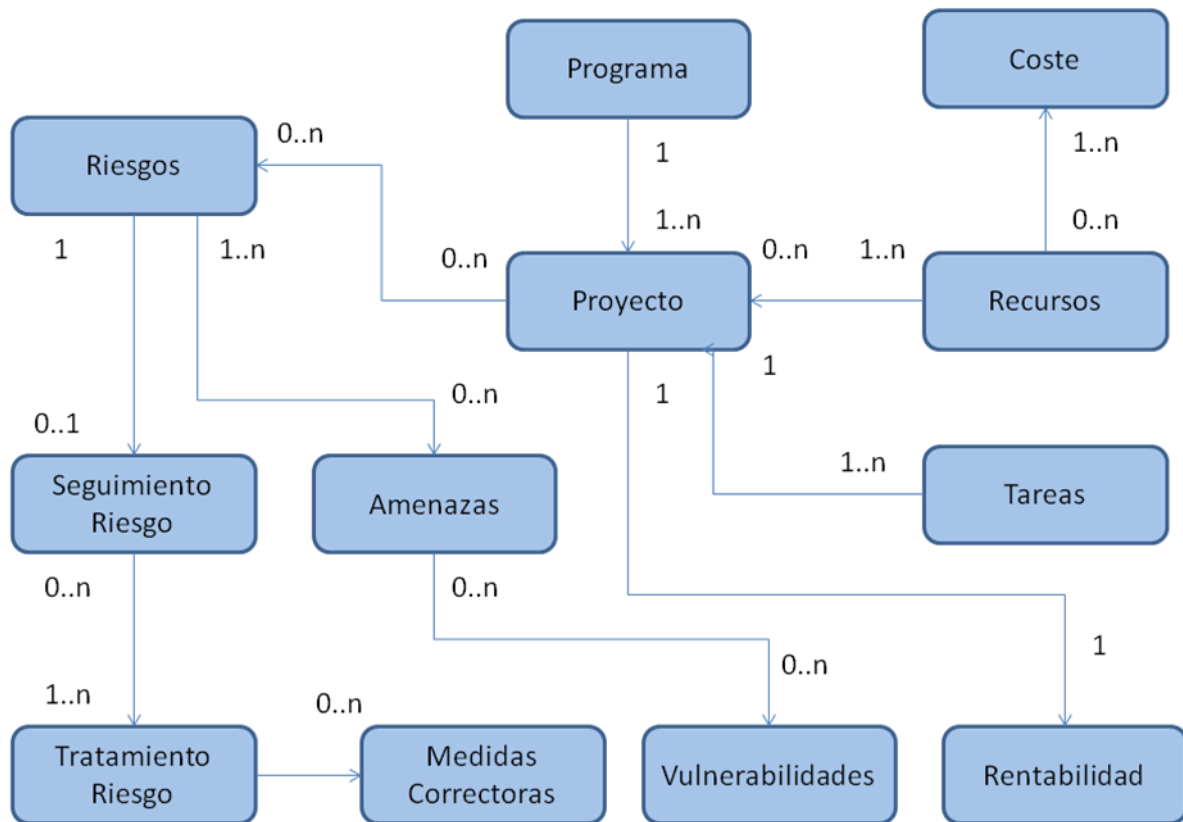 Programa
Coste
Riesgos
0..n
1
1..n
1..n
0..n
1
1..n
0..n
0..n
1..n
Proyecto
Recursos
1
1
0..n
0..1
1..n
Seguimiento
Riesgo
Amenazas
Tareas
0..n
0..n
1
0..n
1..n
0..n
Tratamiento
Riesgo
Medidas
Correctoras
Vulnerabilidades
Rentabilidad